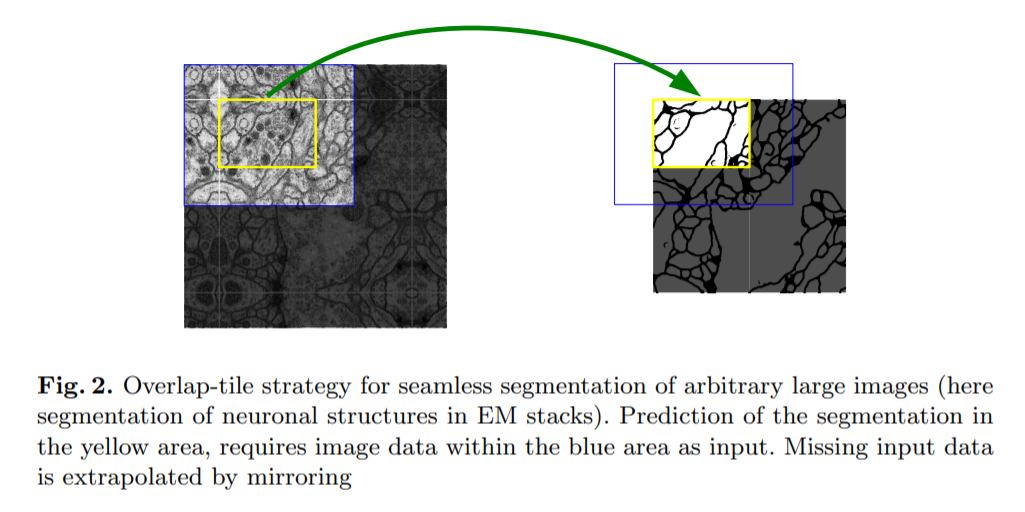 Fig. 2. Overlap-tile strategy for seamless segmentation of arbitrary large images (here
segmentation of neuronal structures in EM stacks). Prediction of the segmentation in
the yellow area, requires image data within the blue area as input. Missing input data
is extrapolated by mirroring